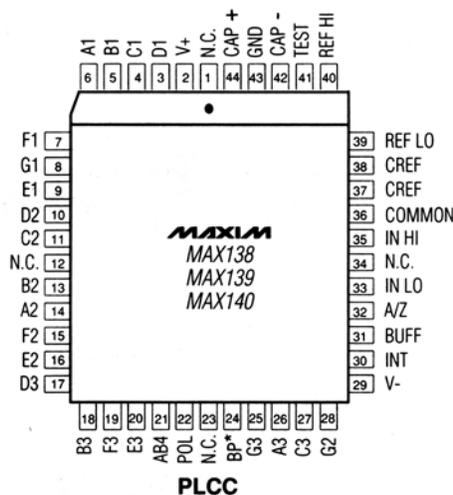 A1 B1 C1 D1 V+ N.C. CAP + GND CAP - TEST REF HI
6 5 4 3 2 1 44 43 42 41 40
F1 7
G1 8
E1 9
D2 10
C2 11
N.C. 12
B2 13
A2 14
F2 15
E2 16
D3 17
MAXIM
MAX138
MAX139
MAX140
39 REF LO
38 CREF
37 CREF
36 COMMON
35 IN HI
34 N.C.
33 IN LO
32 A/Z
31 BUFF
30 INT
29 V-
18 19 20 21 22 23 24 25 26 27 28
B3 F3 E3 AB4 POL N.C. BP* G3 A3 C3 G2
PLCC